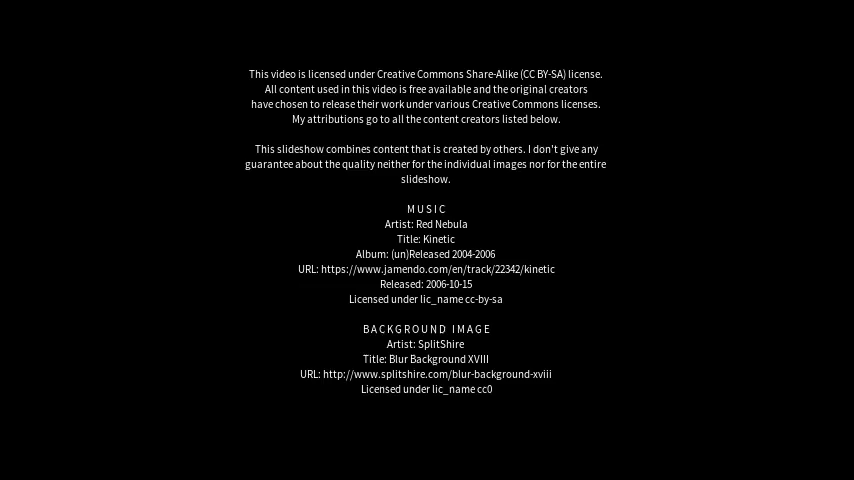 This video is licensed under Creative Commons Share-Alike (CC BY-SA) license.
All content used in this video is free available and the original creators
have chosen to release their work under various Creative Commons licenses.
My attributions go to all the content creators listed below.
This slideshow combines content that is created by others. I don't give any
guarantee about the quality neither for the individual images nor for the entire
slideshow.
MUSIC
Artist: Red Nebula
Title: Kinetic
Album: (un)Released 2004-2006
URL: https://www.jamendo.com/en/track/22342/kinetic
Released: 2006-10-15
Licensed under lic_name cc-by-sa
BACKGROUND IMAGE
Artist: SplitShire
Title: Blur Background XVIII
URL: http://www.splitshire.com/blur-background-xviii
Licensed under lic_name cc0